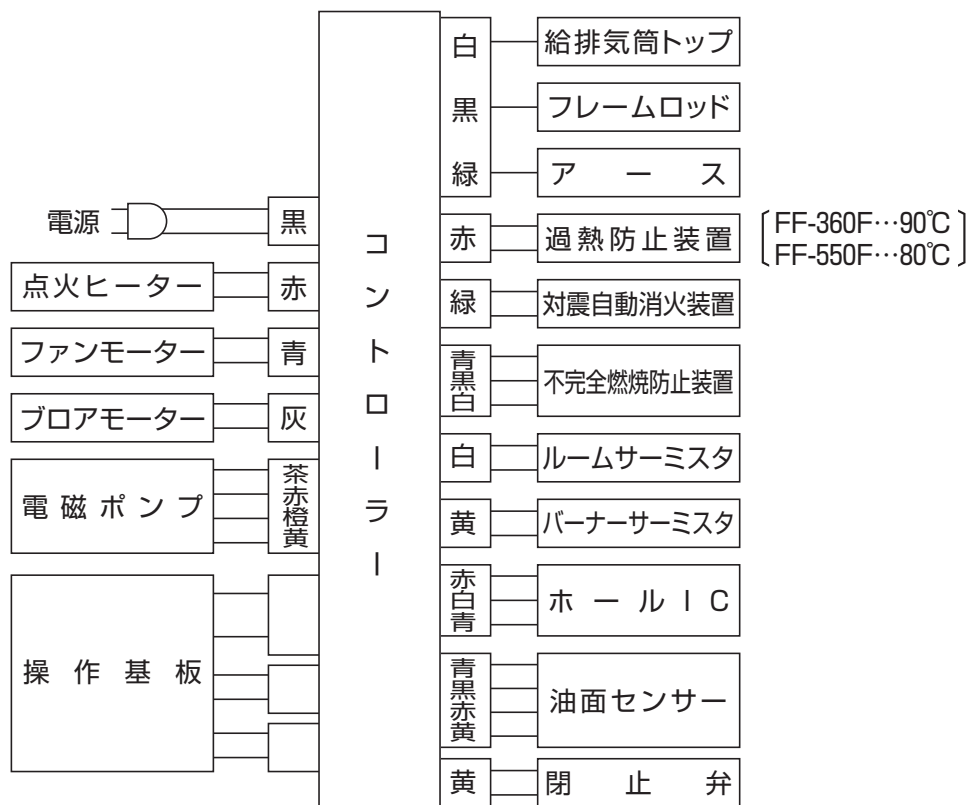 電源
黒
点火ヒーター
赤
ファンモーター
青
ブロアモーター
灰
電磁ポンプ
茶
赤
橙
黄
操作基板
コントローラー
白
給排気筒トップ
黒
フレームロッド
緑
アース
赤
過熱防止装置
FF-360F…90℃
FF-550F…80℃
緑
対震自動消火装置
青
黒
白
不完全燃焼防止装置
白
ルームサーミスタ
黄
バーナーサーミスタ
赤
白
青
ホールIC
青
黒
赤
黄
油面センサー
黄
閉止弁